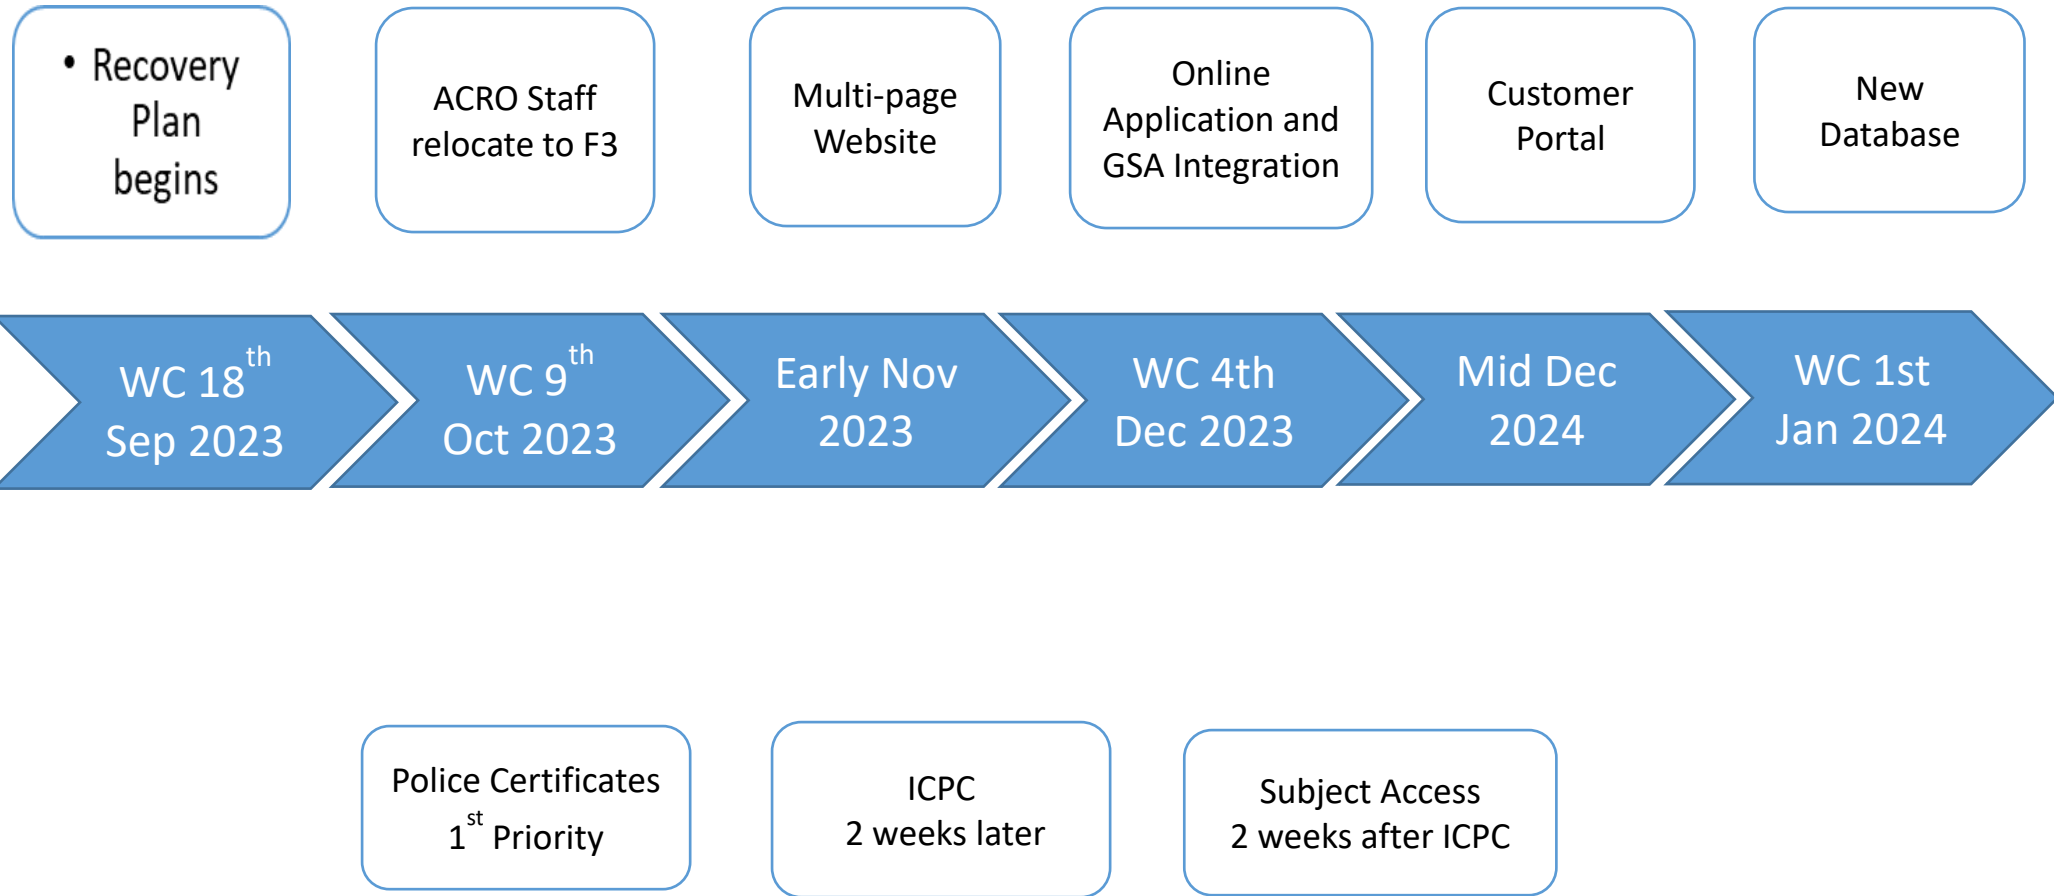 • Recovery
Plan
begins
ACRO Staff
relocate to F3
Multi-page
Website
Online
Application and
GSA Integration
Customer
Portal
New
Database
WC 18th
Sep 2023
WC 9th
Oct 2023
Early Nov
2023
WC 4th
Dec 2023
Mid Dec
2024
WC 1st
Jan 2024
Police Certificates
1st Priority
ICPC
2 weeks later
Subject Access
2 weeks after ICPC